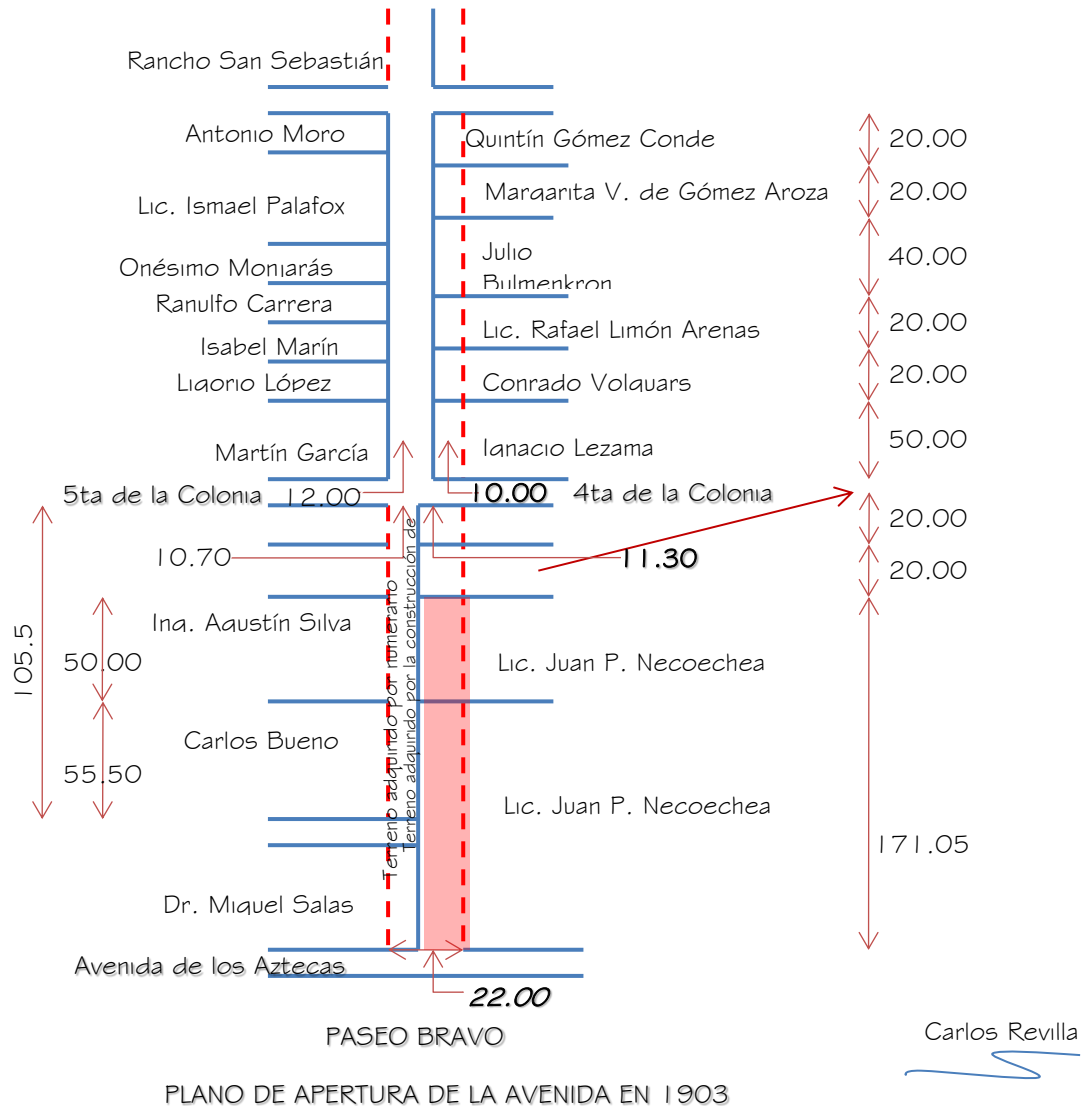 Rancho San Sebastián
Antonio Moro
Quintín Gómez Conde
20.00
Margarita V. de Gómez Aroza
20.00
Lic. Ismael Palafox
Julio
Bulmenkron
40.00
Onésimo Monjarás
Ranulfo Carrera
Lic. Rafael Limón Arenas
20.00
Isabel Marín
Ligorio López
Conrado Volquars
20.00
Martín García
Ignacio Lezama
50.00
5ta de la Colonia
12.00
10.00
4ta de la Colonia
20.00
10.70
11.30
20.00
Terreno adquirido por numerario
Terreno adquirido por la construcción de
Ing. Agustín Silva
Lic. Juan P. Necoechea
105.5
50.00
Carlos Bueno
55.50
Lic. Juan P. Necoechea
171.05
Dr. Miguel Salas
Avenida de los Aztecas
22.00
PASEO BRAVO
Carlos Revilla
PLANO DE APERTURA DE LA AVENIDA EN 1903